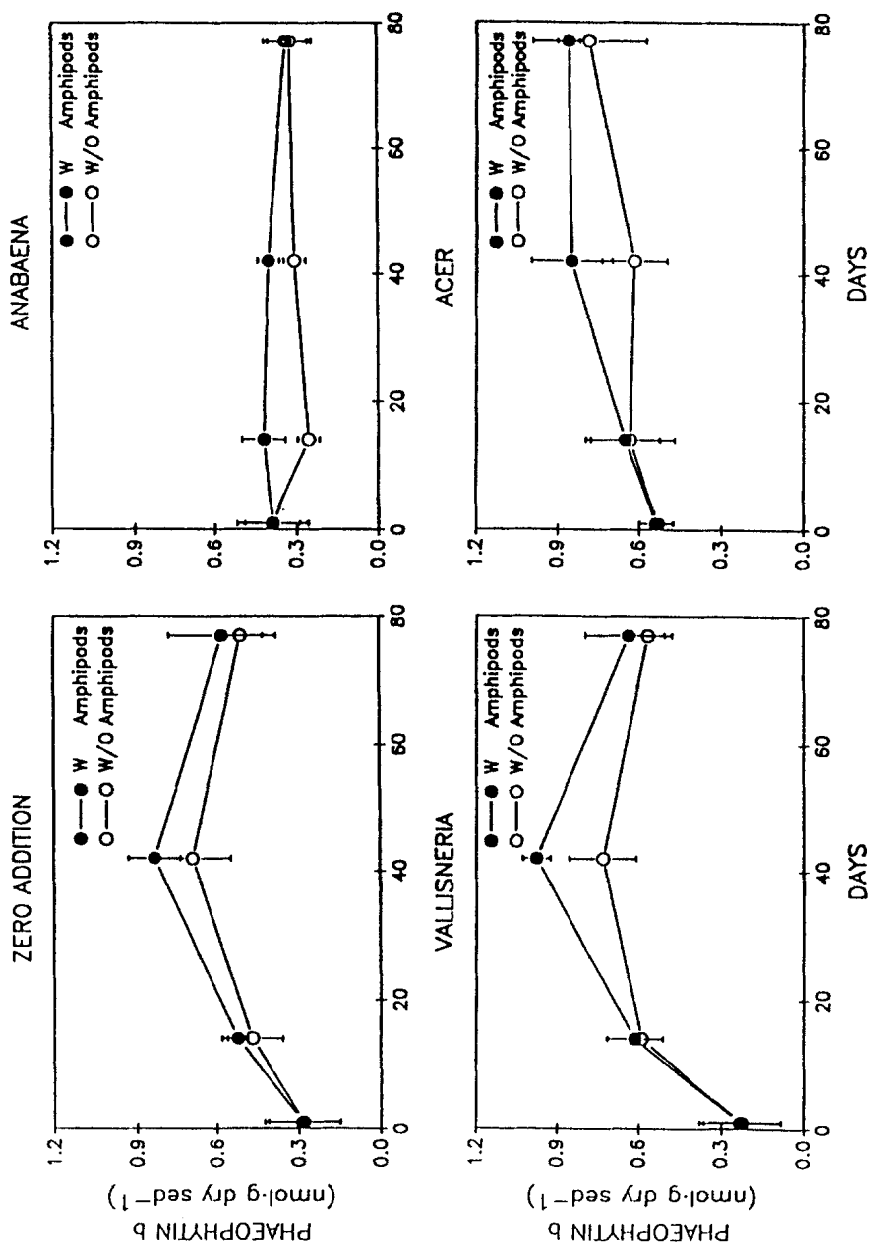 ZERO ADDITION
W Amphipods
W/O Amphipods
1.2
0.9
0.6
0.3
0.0
0
20
40
60
80
PHAEOPHYTIN b
(nmol·g dry sed⁻¹)
ANABAENA
W Amphipods
W/O Amphipods
1.2
0.9
0.6
0.3
0.0
0
20
40
60
80
VALLISNERIA
W Amphipods
W/O Amphipods
1.2
0.9
0.6
0.3
0.0
0
20
40
60
80
PHAEOPHYTIN b
(nmol·g dry sed⁻¹)
DAYS
ACER
W Amphipods
W/O Amphipods
1.2
0.9
0.6
0.3
0.0
0
20
40
60
80
DAYS